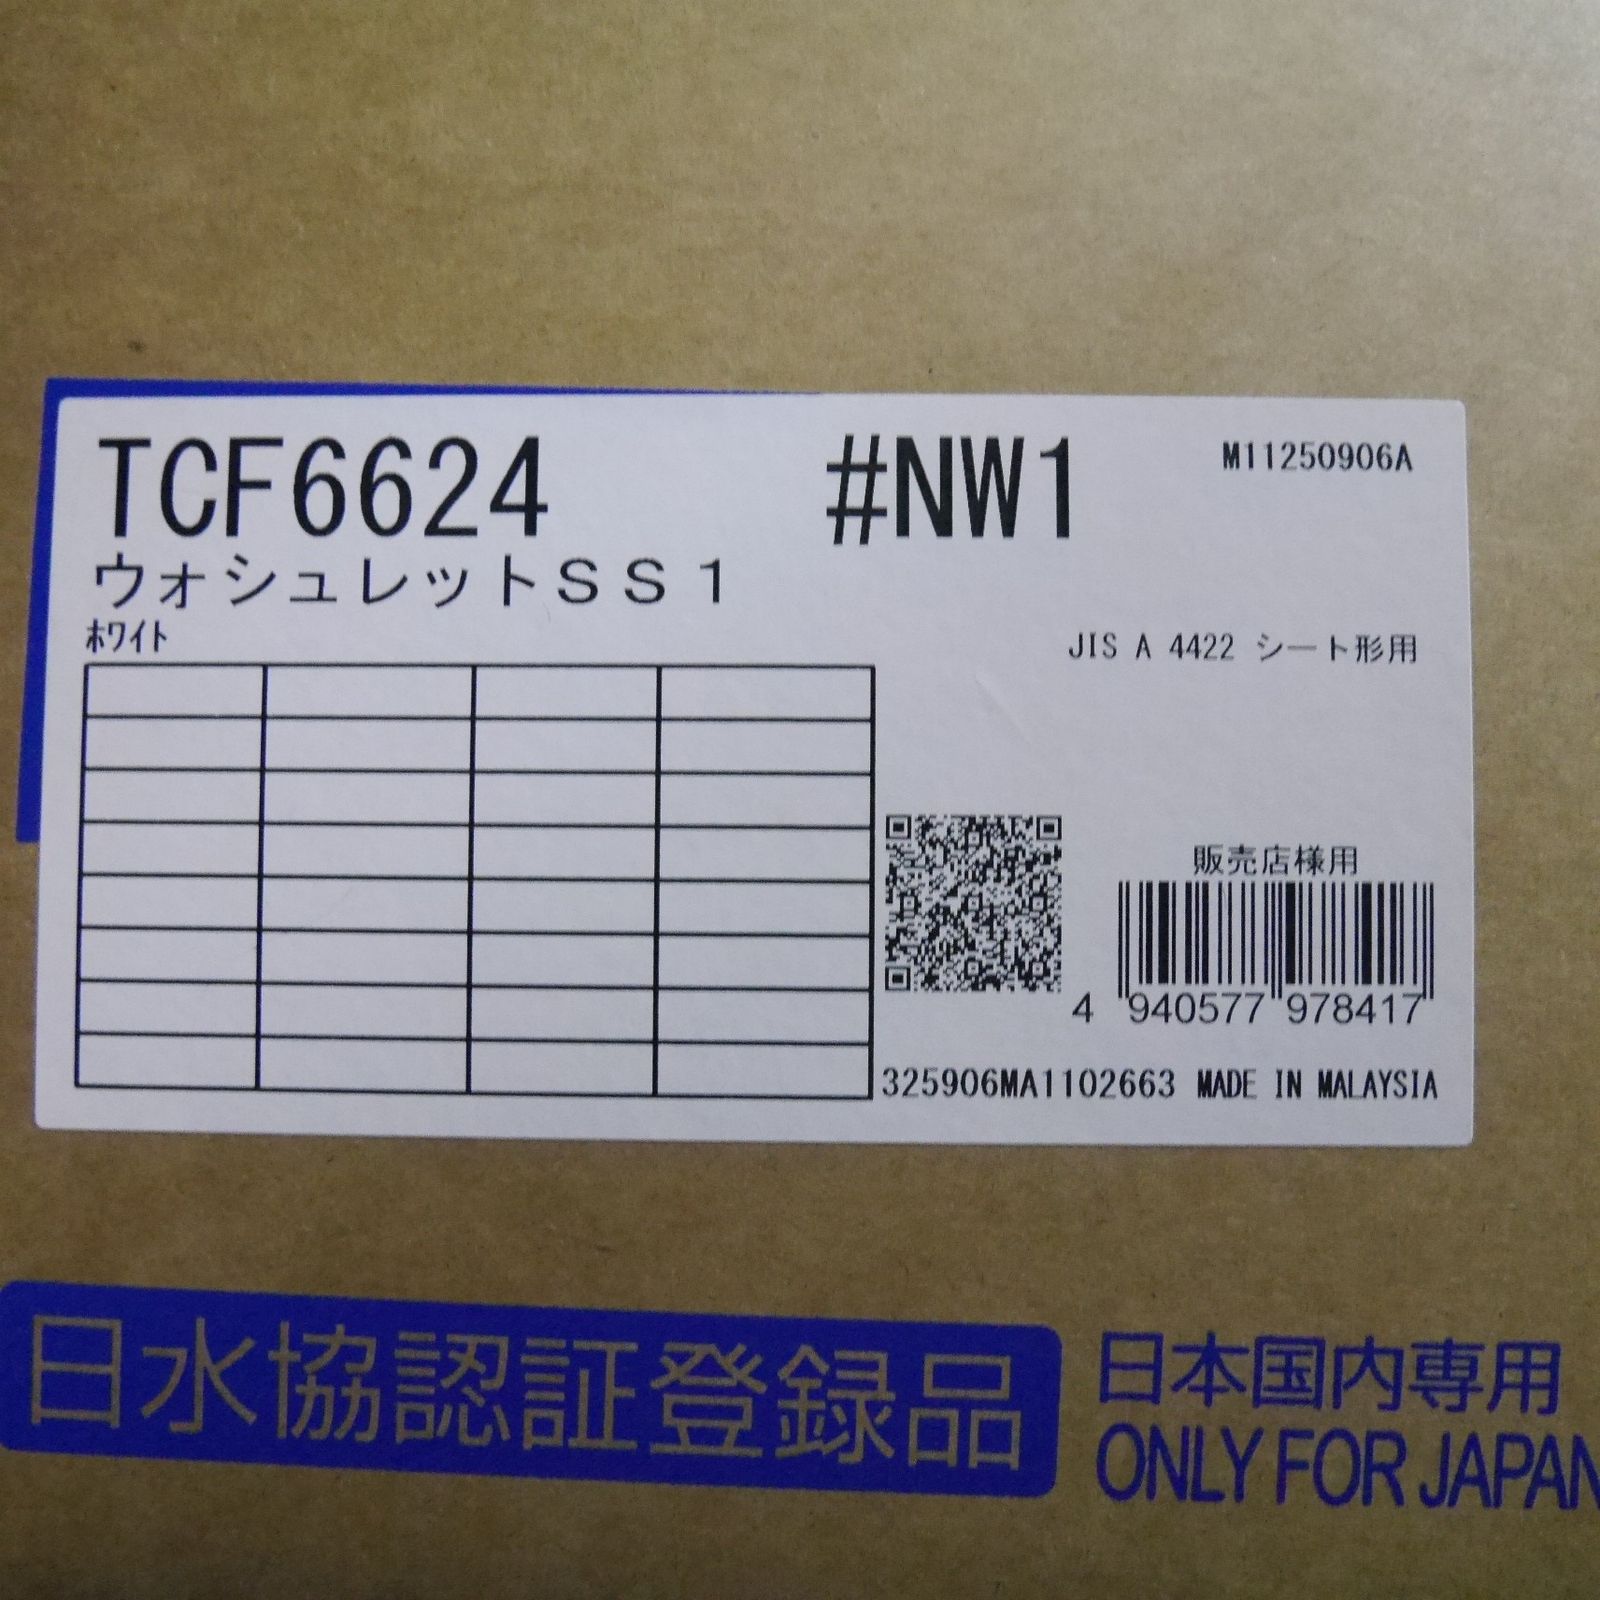 TCF6624 #NW1 M11250906A
ウォシュレットＳＳ１
ﾎﾜｲﾄ
JIS A 4422 シート形用
販売店様用
4 940577 978417
325906MA1102663 MADE IN MALAYSIA
日水協認証登録品
日本国内専用
ONLY FOR JAPAN